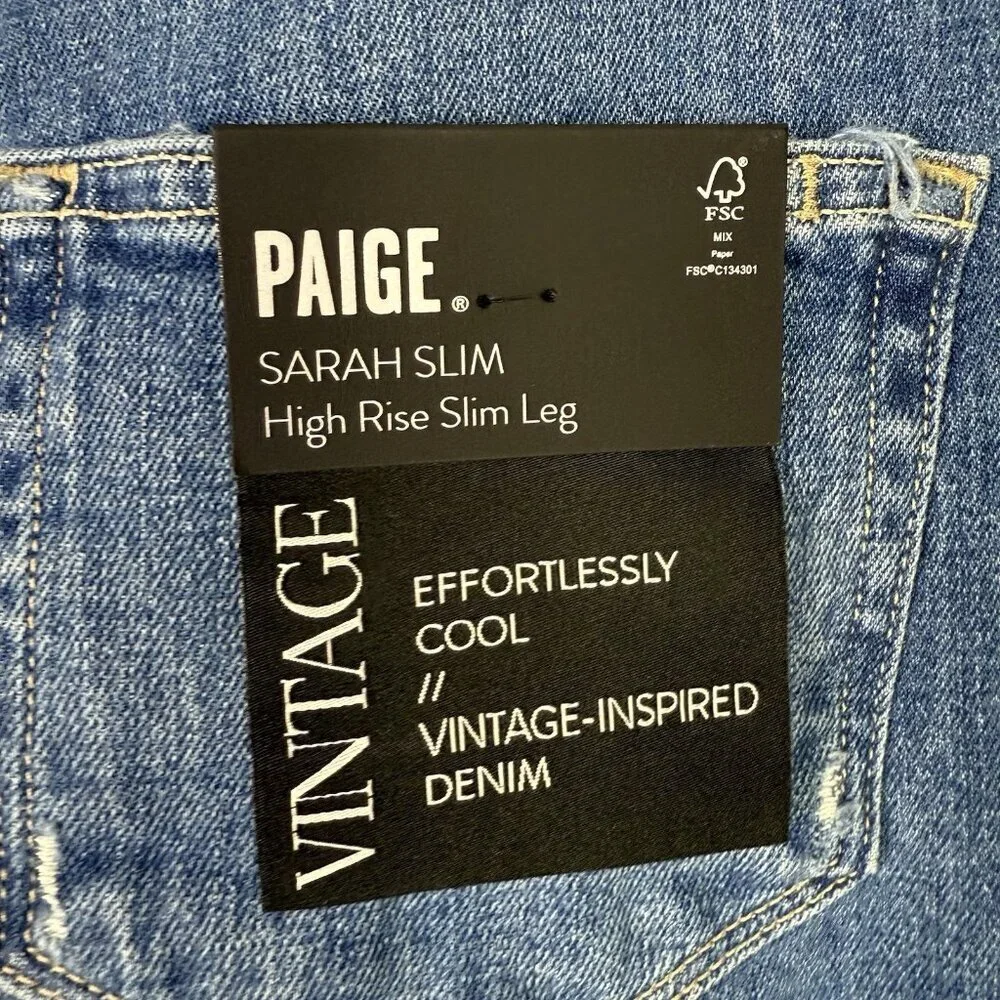 FSC®
MIX
Paper
FSC® C134301
PAIGE®
SARAH SLIM
High Rise Slim Leg
VINTAGE
EFFORTLESSLY
COOL
//
VINTAGE-INSPIRED
DENIM